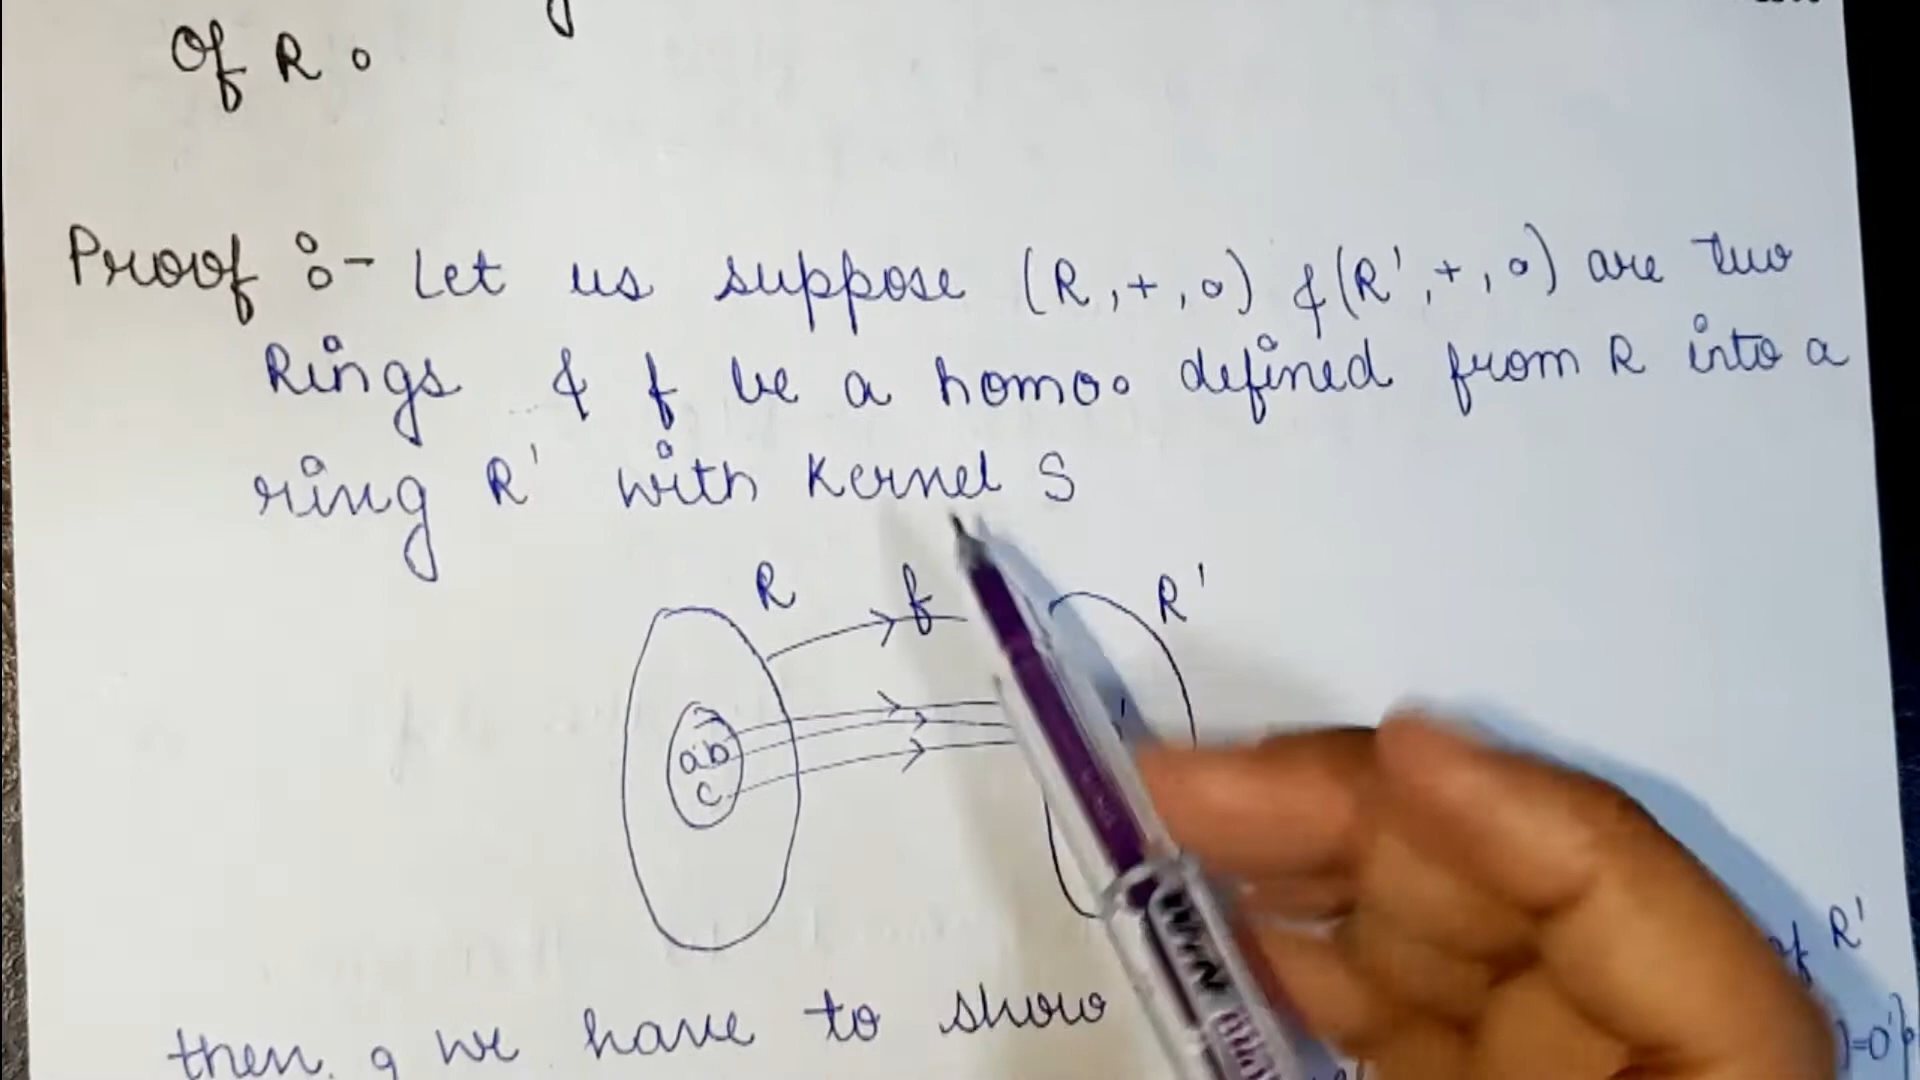 Of R.
Proof :- Let us suppose (R,+,∘) & (R',+,∘) are two
Rings & f be a homo. defined from R into a
ring R' with Kernel S
R f R'
a b
c
of R'
then, we have to show
)=0'